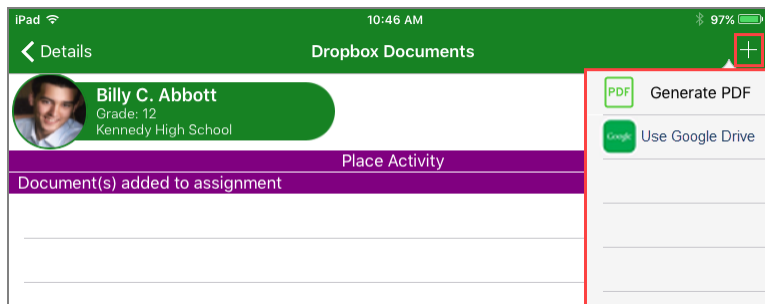 iPad 10:46 AM 97%
Details Dropbox Documents
PDF Generate PDF
Google Use Google Drive
Billy C. Abbott
Grade: 12
Kennedy High School
Place Activity
Document(s) added to assignment